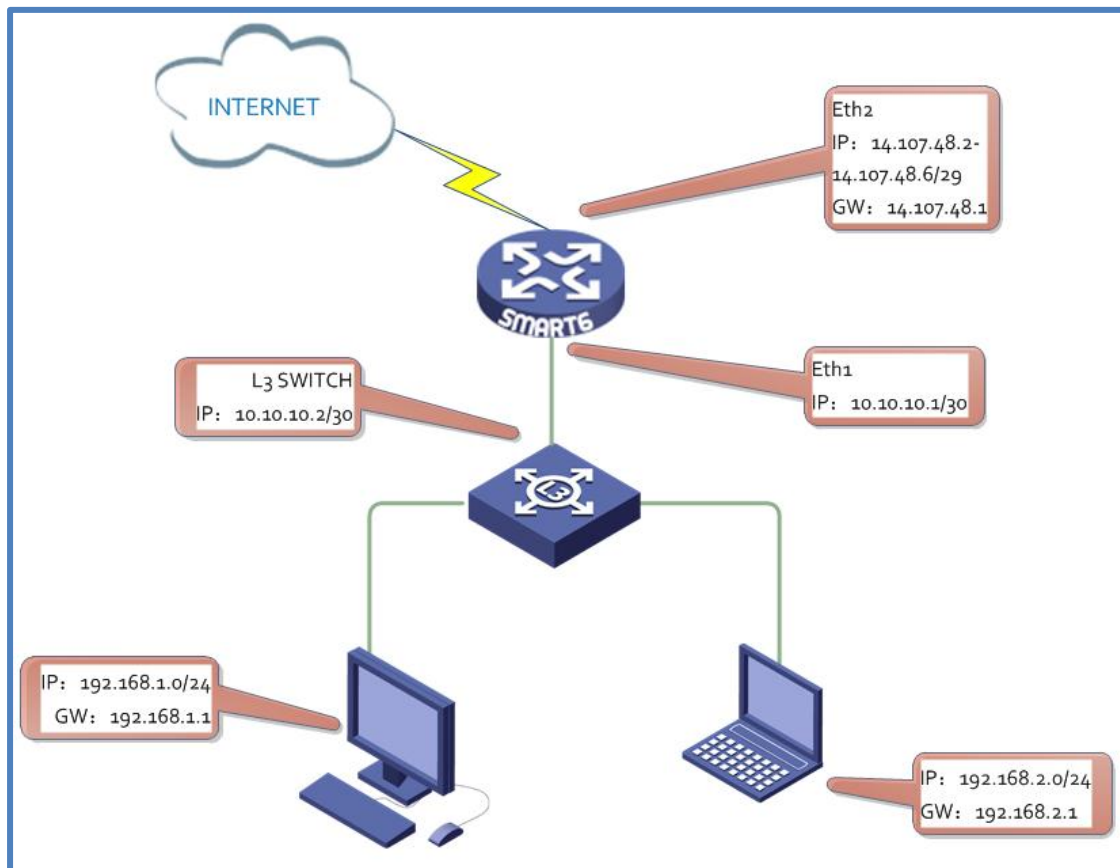 INTERNET
Eth2
IP：14.107.48.2-
14.107.48.6/29
GW：14.107.48.1
SMART6
L3 SWITCH
IP：10.10.10.2/30
Eth1
IP：10.10.10.1/30
L3
IP：192.168.1.0/24
GW：192.168.1.1
IP：192.168.2.0/24
GW：192.168.2.1